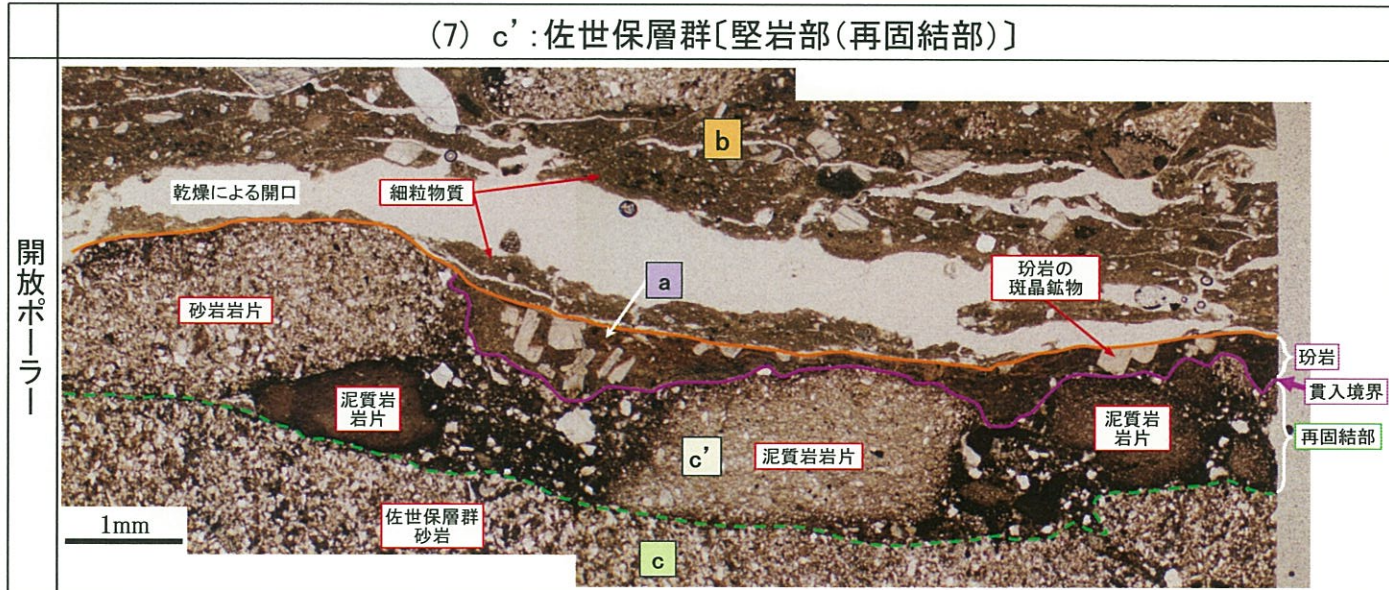 (7) c’:佐世保層群〔堅岩部(再固結部)〕
開放ポーラー
b
乾燥による開口
細粒物質
a
玢岩の
斑晶鉱物
砂岩岩片
玢岩
貫入境界
泥質岩
岩片
泥質岩
岩片
再固結部
c’
泥質岩岩片
佐世保層群
砂岩
1mm
c